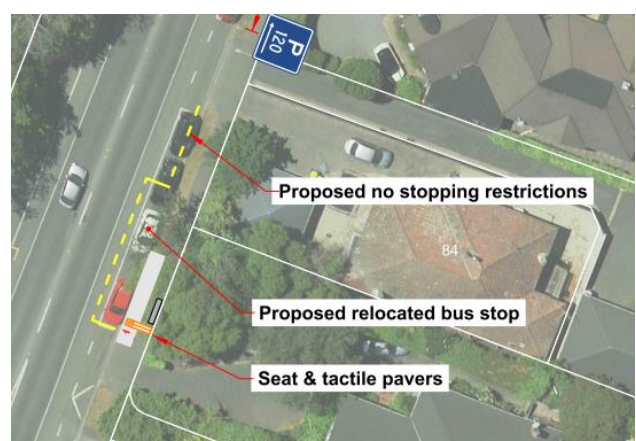 P
120
Proposed no stopping restrictions
84
Proposed relocated bus stop
Seat & tactile pavers